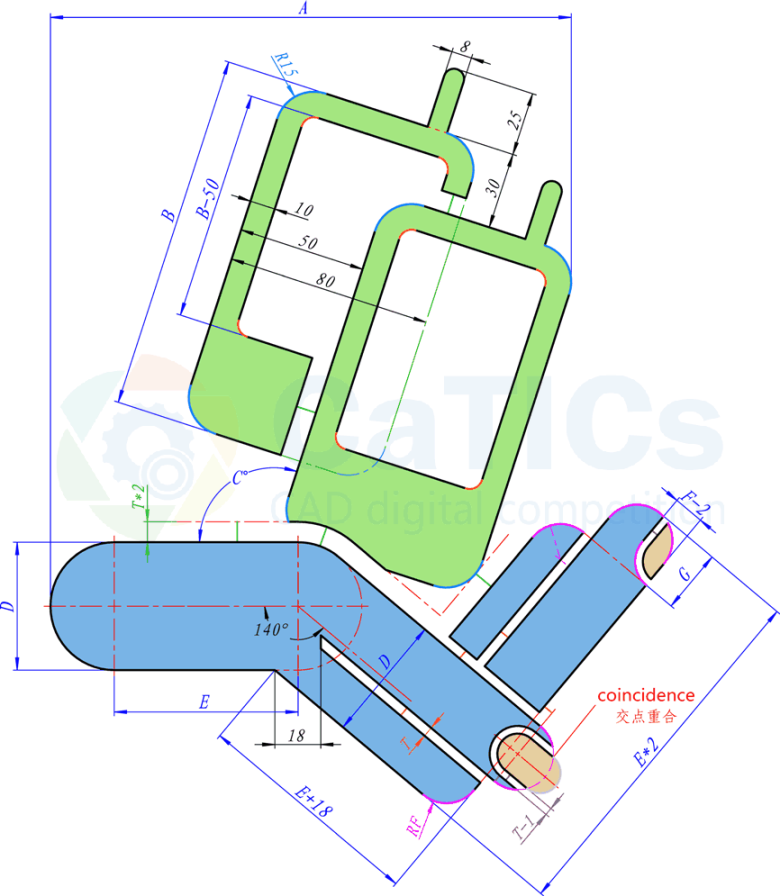 A
8
R15
25
30
B
B-50
10
50
80
CaTICs
CAD digital competition
C°
T*2
F-2
G
D
140°
D
E
18
T
coincidence
交点重合
E*2
E+18
RF
T-1